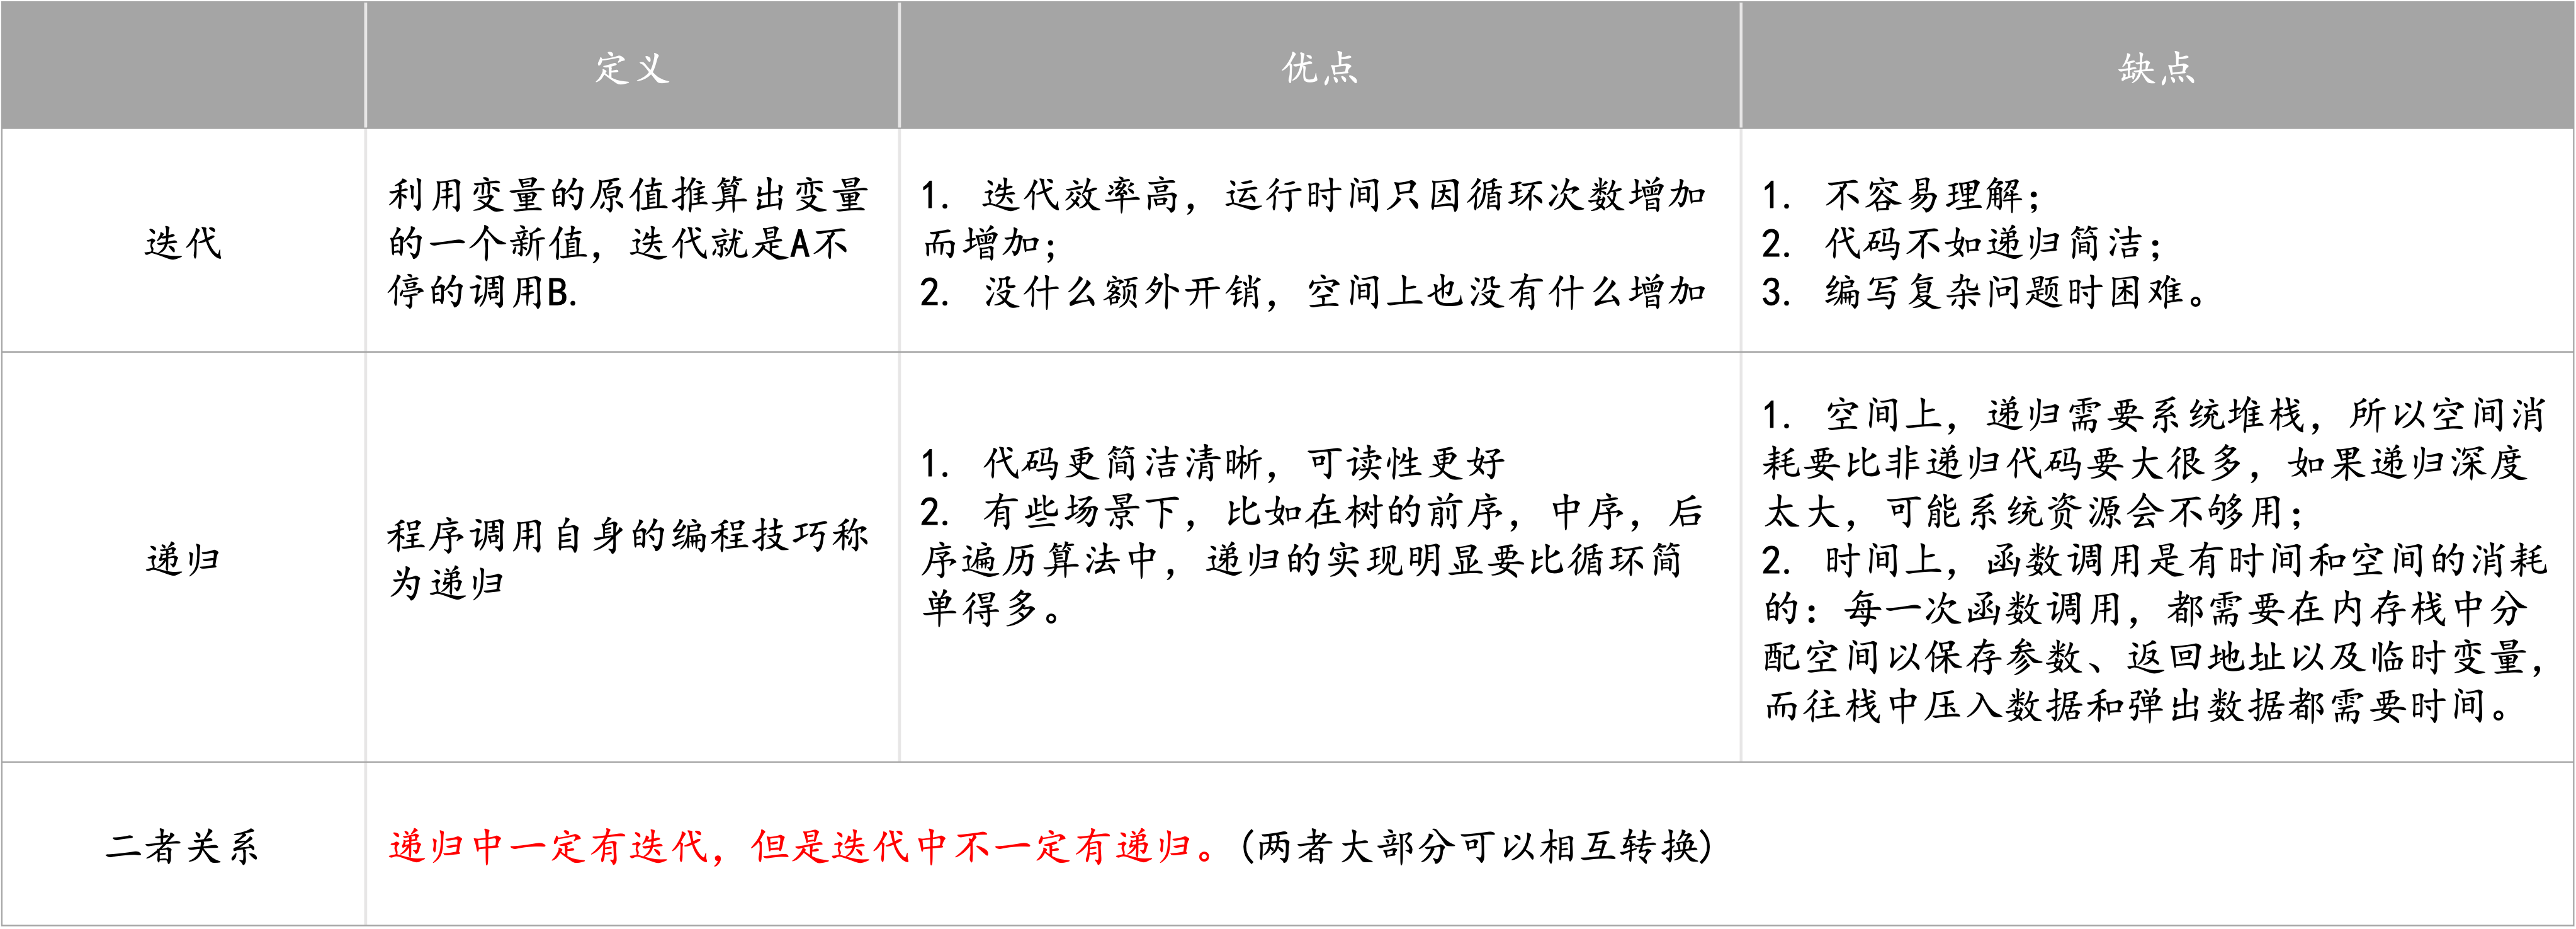 定义
优点
缺点
迭代
利用变量的原值推算出变量
的一个新值，迭代就是A不
停的调用B.
1. 迭代效率高，运行时间只因循环次数增加
而增加；
2. 没什么额外开销，空间上也没有什么增加
1. 不容易理解；
2. 代码不如递归简洁；
3. 编写复杂问题时困难。
递归
程序调用自身的编程技巧称
为递归
1. 代码更简洁清晰，可读性更好
2. 有些场景下，比如在树的前序，中序，后
序遍历算法中，递归的实现明显要比循环简
单得多。
1. 空间上，递归需要系统堆栈，所以空间消
耗要比非递归代码要大很多，如果递归深度
太大，可能系统资源会不够用；
2. 时间上，函数调用是有时间和空间的消耗
的：每一次函数调用，都需要在内存栈中分
配空间以保存参数、返回地址以及临时变量，
而往栈中压入数据和弹出数据都需要时间。
二者关系
递归中一定有迭代，但是迭代中不一定有递归。(两者大部分可以相互转换)